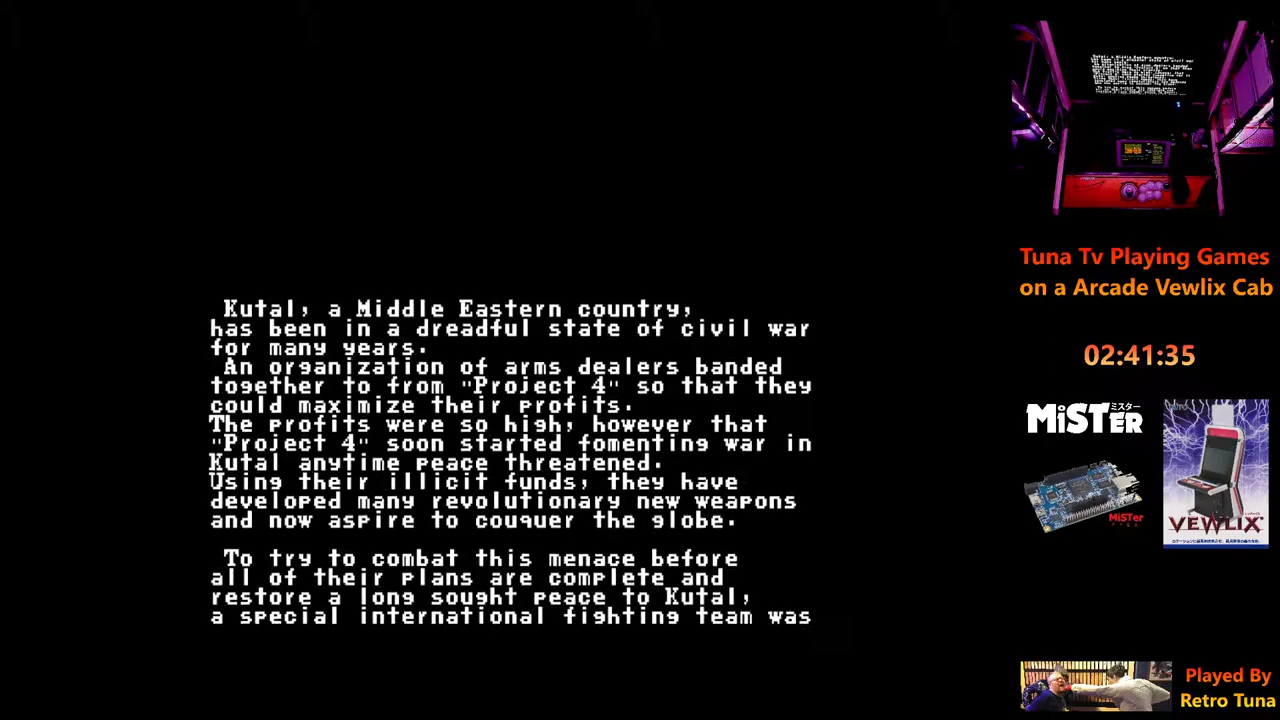 Kutal, a Middle Eastern country,
has been in a dreadful state of civil war
for many years.
An organization of arms dealers banded
together to from "Project 4" so that they
could maximize their profits.
The profits were so high, however that
"Project 4" soon started fomenting war in
Kutal anytime peace threatened.
Using their illicit funds, they have
developed many revolutionary new weapons
and now aspire to couquer the globe.
To try to combat this menace before
all of their plans are complete and
restore a long sought peace to Kutal,
a special international fighting team was
Tuna Tv Playing Games
on a Arcade Vewlix Cab
02:41:35
MiSTer
ミスター
MiSTer
VEWLIX
Played By
Retro Tuna